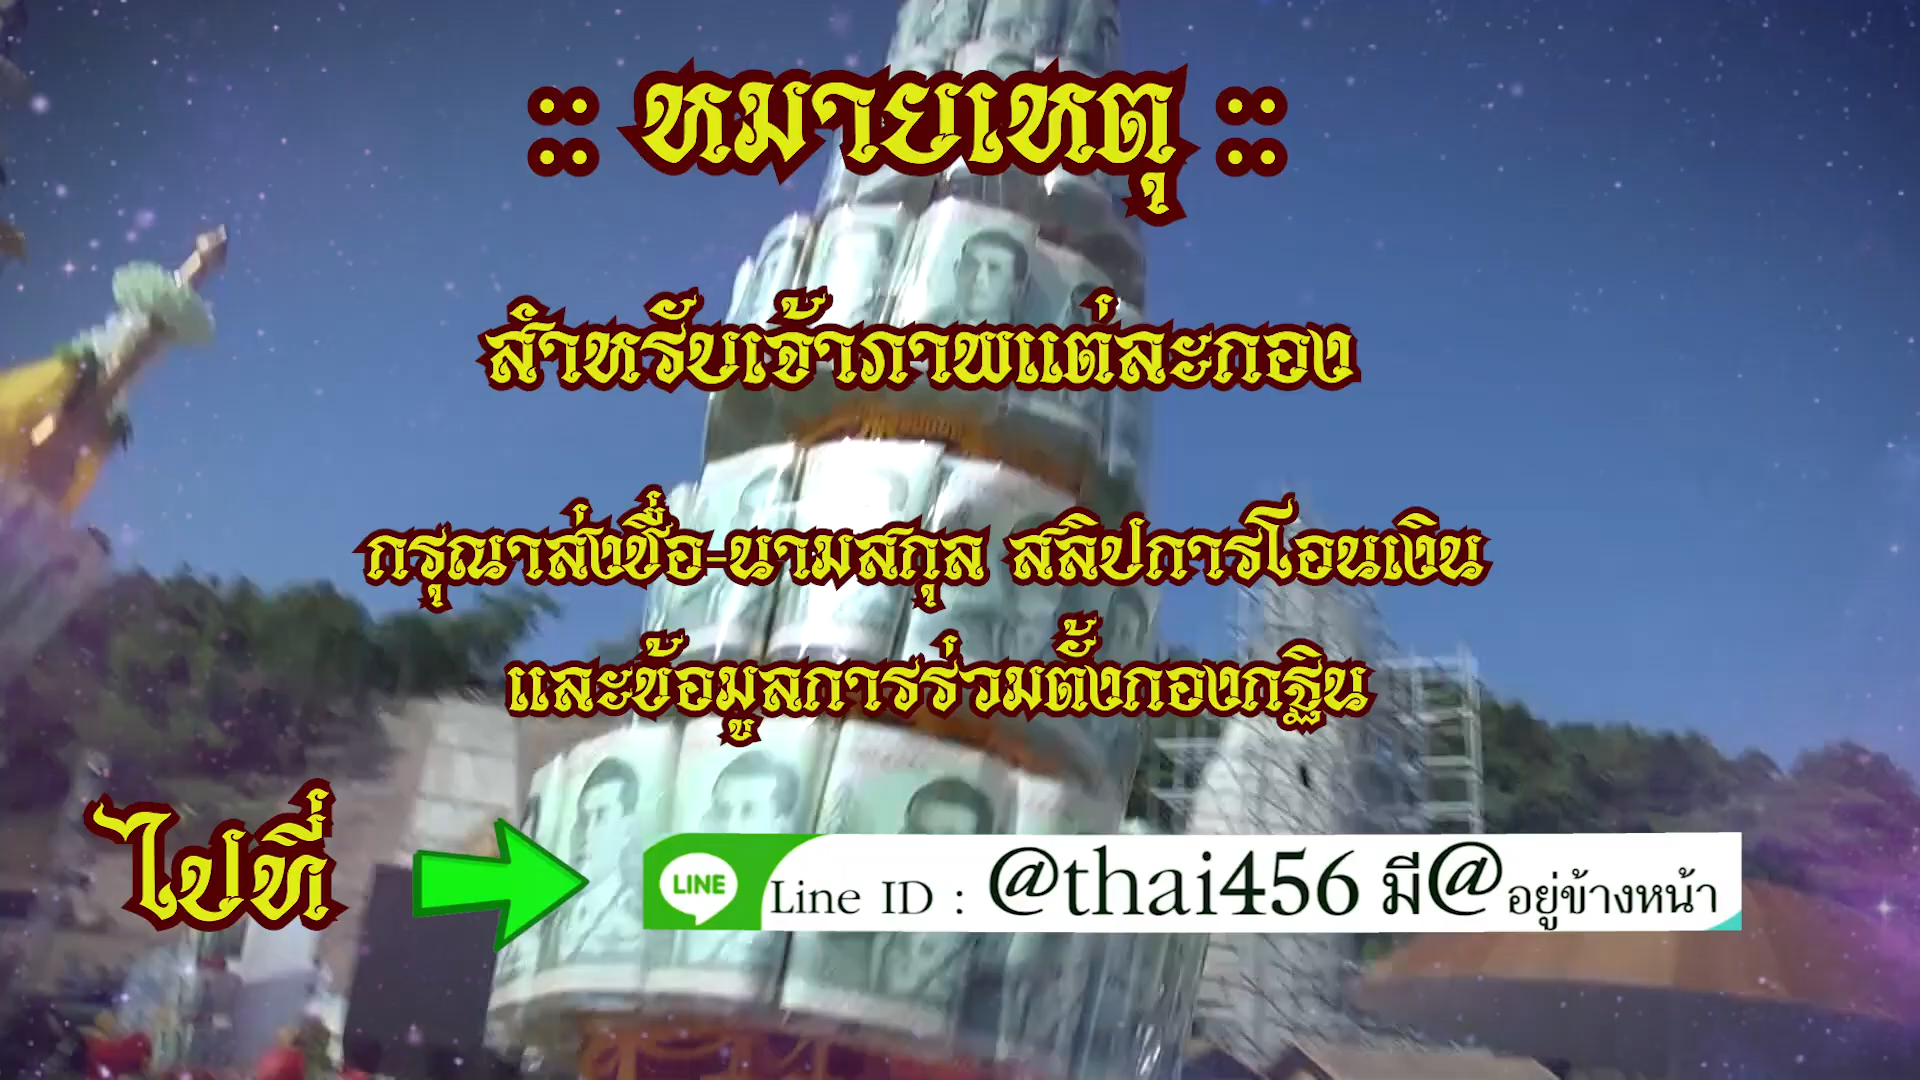 :: หมายเหตุ ::
สำหรับเจ้าภาพแต่ละกอง
กรุณาส่งชื่อ-นามสกุล สลิปการโอนเงิน
และข้อมูลการร่วมตั้งกองกฐิน
ไปที่
LINE
Line ID : @thai456 มี@อยู่ข้างหน้า